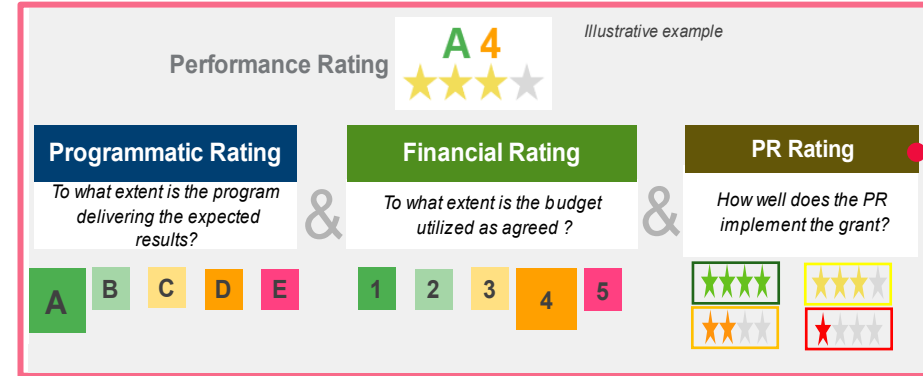 Illustrative example
Performance Rating
A 4
Programmatic Rating
To what extent is the program
delivering the expected
results?
&
Financial Rating
To what extent is the budget
utilized as agreed ?
&
PR Rating
How well does the PR
implement the grant?
A B C D E
1 2 3 4 5